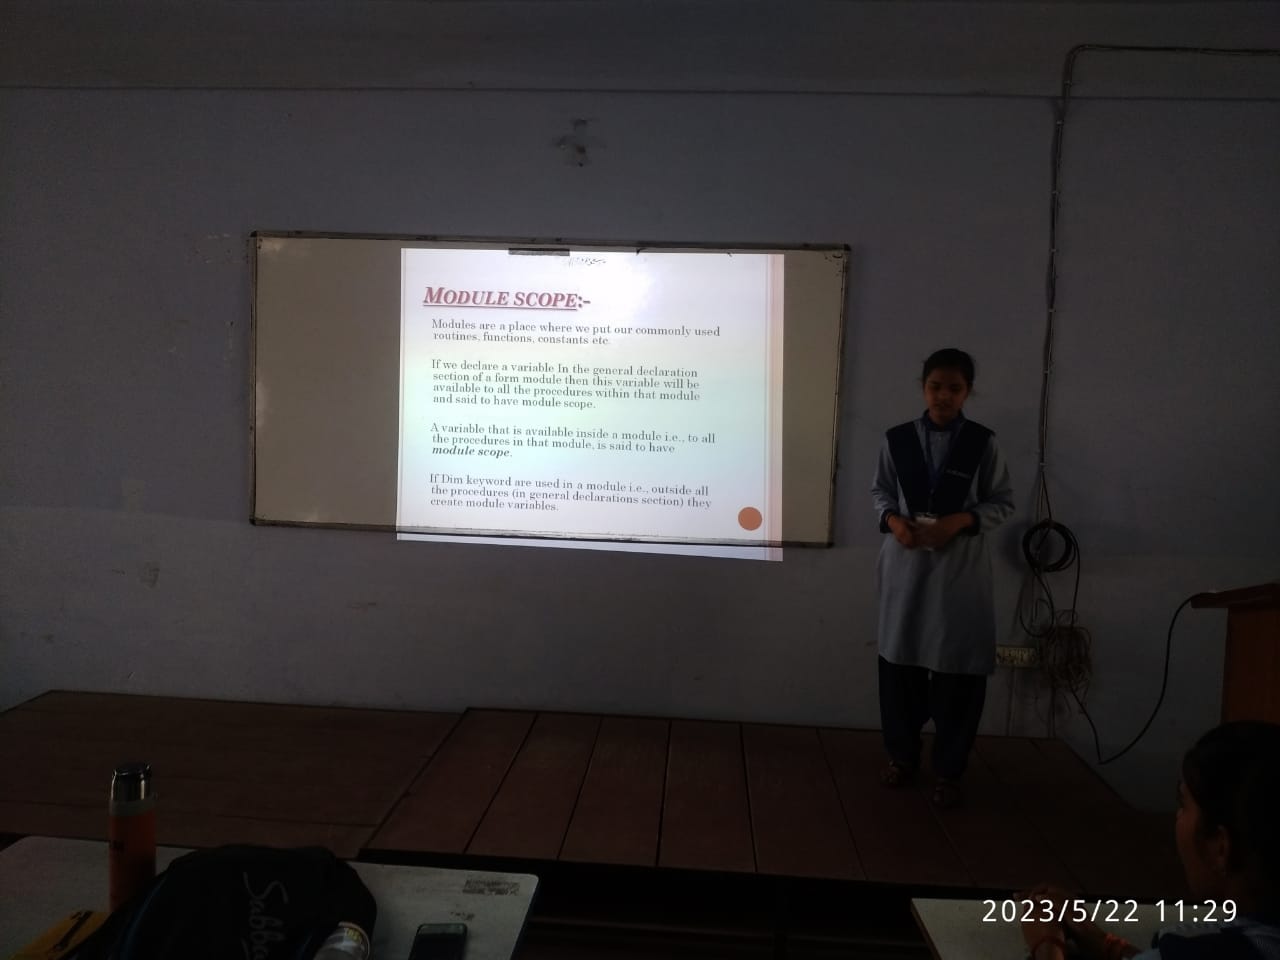 MODULE SCOPE:-
Modules are a place where we put our commonly used
routines, functions, constants etc.
If we declare a variable In the general declaration
section of a form module then this variable will be
available to all the procedures within that module
and said to have module scope.
A variable that is available inside a module i.e., to all
the procedures in that module, is said to have
module scope.
If Dim keyword are used in a module i.e., outside all
the procedures (in general declarations section) they
create module variables.
2023/5/22 11:29